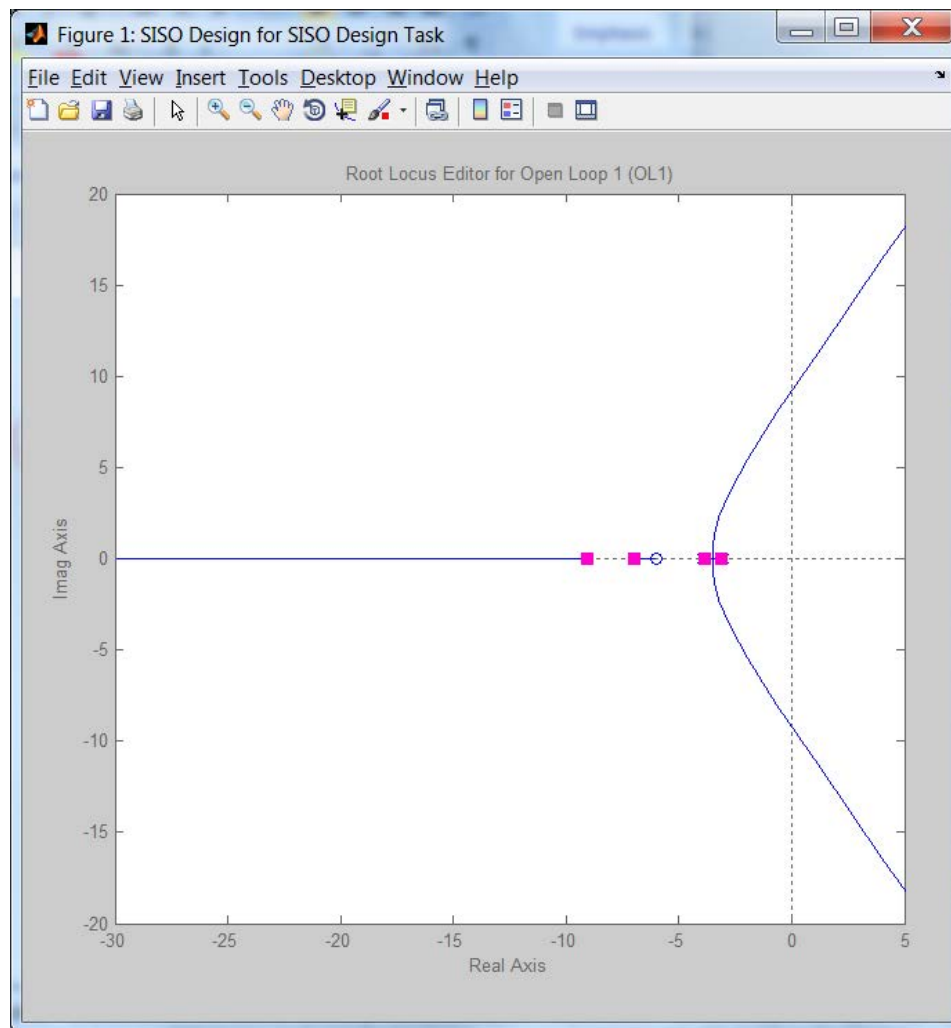 Figure 1: SISO Design for SISO Design Task
File Edit View Insert Tools Desktop Window Help
Root Locus Editor for Open Loop 1 (OL1)
20
15
10
5
0
-5
-10
-15
-20
Imag Axis
-30 -25 -20 -15 -10 -5 0 5
Real Axis